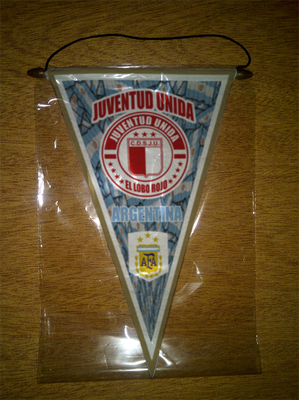 JUVENTUD UNIDA
JUVENTUD UNIDA
C.D.R.J.U.
EL LOBO ROJO
ARGENTINA
AFA